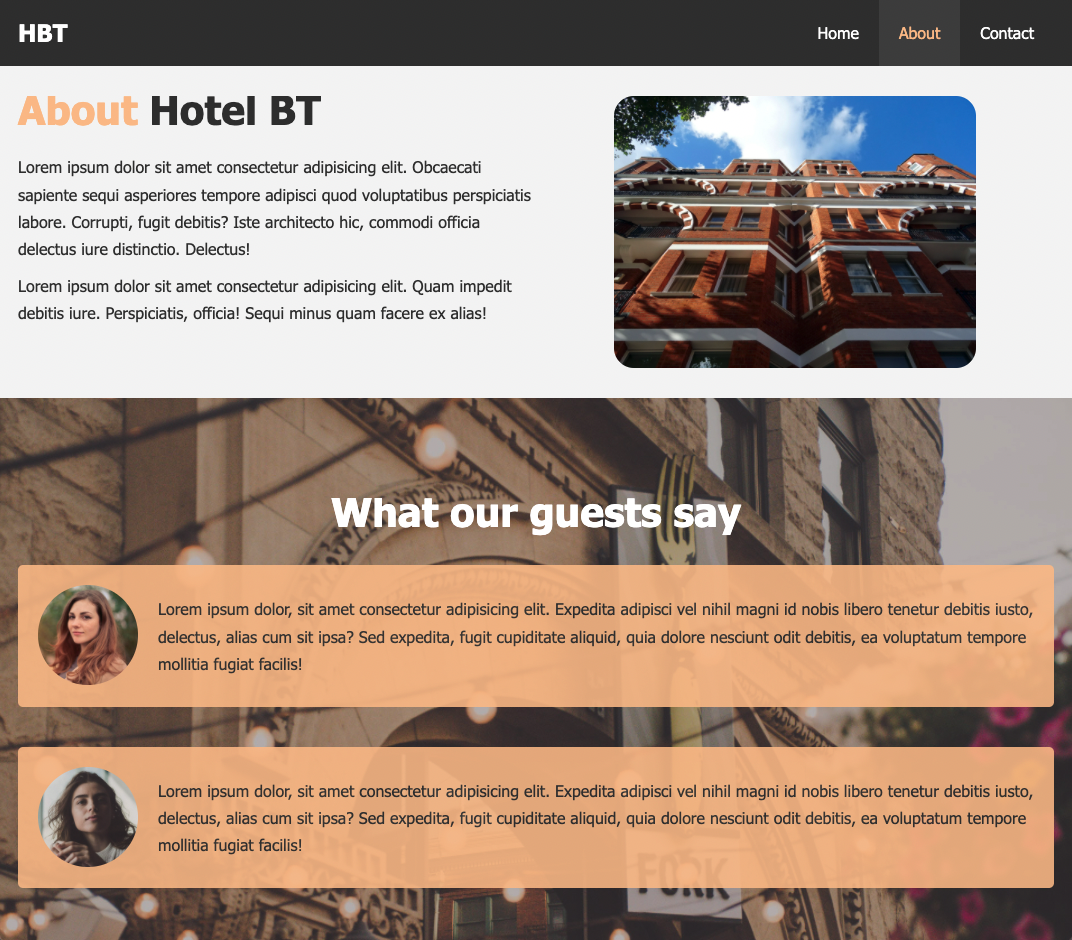 HBT
Home
About
Contact
About Hotel BT
Lorem ipsum dolor sit amet consectetur adipisicing elit. Obcaecati
sapiente sequi asperiores tempore adipisci quod voluptatibus perspiciatis
labore. Corrupti, fugit debitis? Iste architecto hic, commodi officia
delectus iure distinctio. Delectus!
Lorem ipsum dolor sit amet consectetur adipisicing elit. Quam impedit
debitis iure. Perspiciatis, officia! Sequi minus quam facere ex alias!
What our guests say
Lorem ipsum dolor, sit amet consectetur adipisicing elit. Expedita adipisci vel nihil magni id nobis libero tenetur debitis iusto,
delectus, alias cum sit ipsa? Sed expedita, fugit cupiditate aliquid, quia dolore nesciunt odit debitis, ea voluptatum tempore
mollitia fugiat facilis!
Lorem ipsum dolor, sit amet consectetur adipisicing elit. Expedita adipisci vel nihil magni id nobis libero tenetur debitis iusto,
delectus, alias cum sit ipsa? Sed expedita, fugit cupiditate aliquid, quia dolore nesciunt odit debitis, ea voluptatum tempore
mollitia fugiat facilis!
FORK